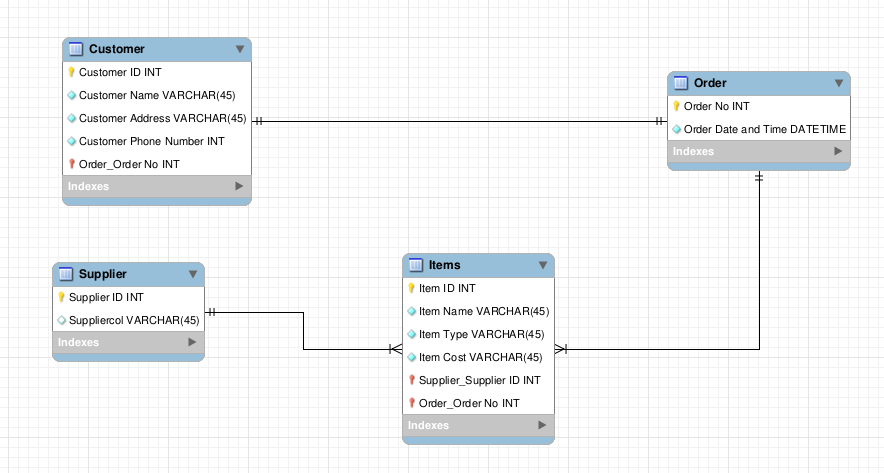 Customer
Customer ID INT
Customer Name VARCHAR(45)
Customer Address VARCHAR(45)
Customer Phone Number INT
Order_Order No INT
Indexes
Order
Order No INT
Order Date and Time DATETIME
Indexes
Supplier
Supplier ID INT
Suppliercol VARCHAR(45)
Indexes
Items
Item ID INT
Item Name VARCHAR(45)
Item Type VARCHAR(45)
Item Cost VARCHAR(45)
Supplier_Supplier ID INT
Order_Order No INT
Indexes